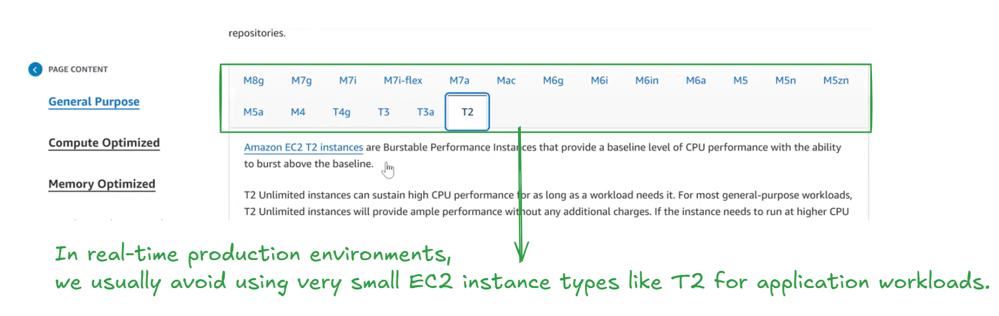 repositories.
PAGE CONTENT
General Purpose
Compute Optimized
Memory Optimized
M8g M7g M7i M7i-flex M7a Mac M6g M6i M6in M6a M5 M5n M5zn
M5a M4 T4g T3 T3a T2
Amazon EC2 T2 instances are Burstable Performance Instances that provide a baseline level of CPU performance with the ability
to burst above the baseline.
T2 Unlimited instances can sustain high CPU performance for as long as a workload needs it. For most general-purpose workloads,
T2 Unlimited instances will provide ample performance without any additional charges. If the instance needs to run at higher CPU
In real-time production environments,
we usually avoid using very small EC2 instance types like T2 for application workloads.